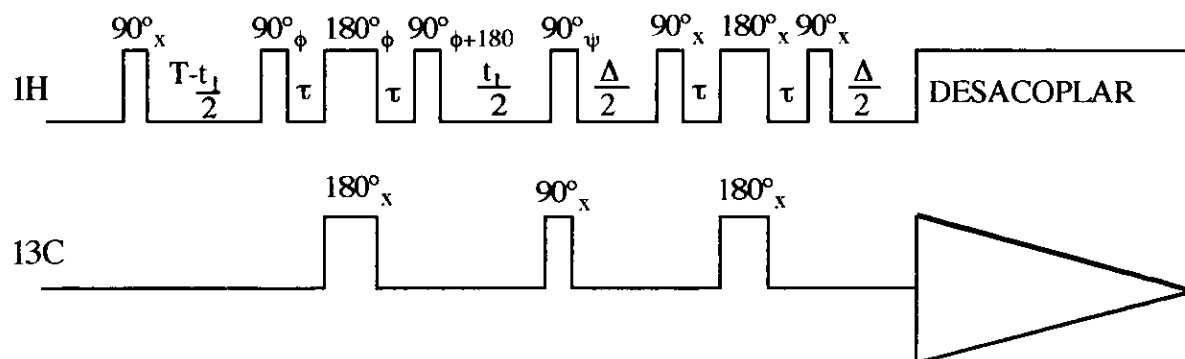 90°x 90°ϕ 180°ϕ 90°ϕ+180 90°ψ 90°x 180°x 90°x
1H T-t1/2 τ τ t1/2 Δ/2 τ τ Δ/2 DESACOPLAR
180°x 90°x 180°x
13C